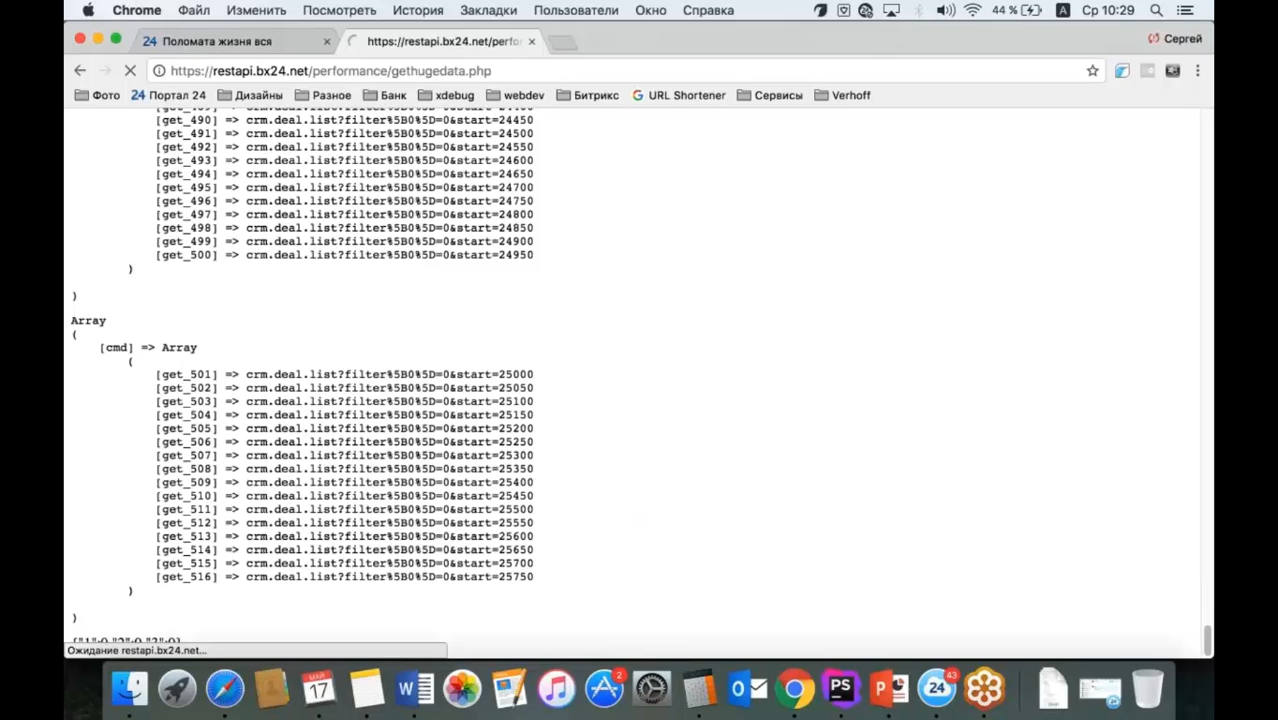 Chrome Файл Изменить Посмотреть История Закладки Пользователи Окно Справка 44 % A Ср 10:29
24 Поломата жизня вся × https://restapi.bx24.net/perfo ×
Сергей
https://restapi.bx24.net/performance/gethugedata.php
Фото 24 Портал 24 Дизайны Разное Банк xdebug webdev Битрикс URL Shortener Сервисы Verhoff
[get_490] => crm.deal.list?filter%5B0%5D=0&start=24450
[get_491] => crm.deal.list?filter%5B0%5D=0&start=24500
[get_492] => crm.deal.list?filter%5B0%5D=0&start=24550
[get_493] => crm.deal.list?filter%5B0%5D=0&start=24600
[get_494] => crm.deal.list?filter%5B0%5D=0&start=24650
[get_495] => crm.deal.list?filter%5B0%5D=0&start=24700
[get_496] => crm.deal.list?filter%5B0%5D=0&start=24750
[get_497] => crm.deal.list?filter%5B0%5D=0&start=24800
[get_498] => crm.deal.list?filter%5B0%5D=0&start=24850
[get_499] => crm.deal.list?filter%5B0%5D=0&start=24900
[get_500] => crm.deal.list?filter%5B0%5D=0&start=24950
)
)
Array
(
[cmd] => Array
(
[get_501] => crm.deal.list?filter%5B0%5D=0&start=25000
[get_502] => crm.deal.list?filter%5B0%5D=0&start=25050
[get_503] => crm.deal.list?filter%5B0%5D=0&start=25100
[get_504] => crm.deal.list?filter%5B0%5D=0&start=25150
[get_505] => crm.deal.list?filter%5B0%5D=0&start=25200
[get_506] => crm.deal.list?filter%5B0%5D=0&start=25250
[get_507] => crm.deal.list?filter%5B0%5D=0&start=25300
[get_508] => crm.deal.list?filter%5B0%5D=0&start=25350
[get_509] => crm.deal.list?filter%5B0%5D=0&start=25400
[get_510] => crm.deal.list?filter%5B0%5D=0&start=25450
[get_511] => crm.deal.list?filter%5B0%5D=0&start=25500
[get_512] => crm.deal.list?filter%5B0%5D=0&start=25550
[get_513] => crm.deal.list?filter%5B0%5D=0&start=25600
[get_514] => crm.deal.list?filter%5B0%5D=0&start=25650
[get_515] => crm.deal.list?filter%5B0%5D=0&start=25700
[get_516] => crm.deal.list?filter%5B0%5D=0&start=25750
)
)
Ожидание restapi.bx24.net...
МАЯ
17 W 2 O PS P 24 43